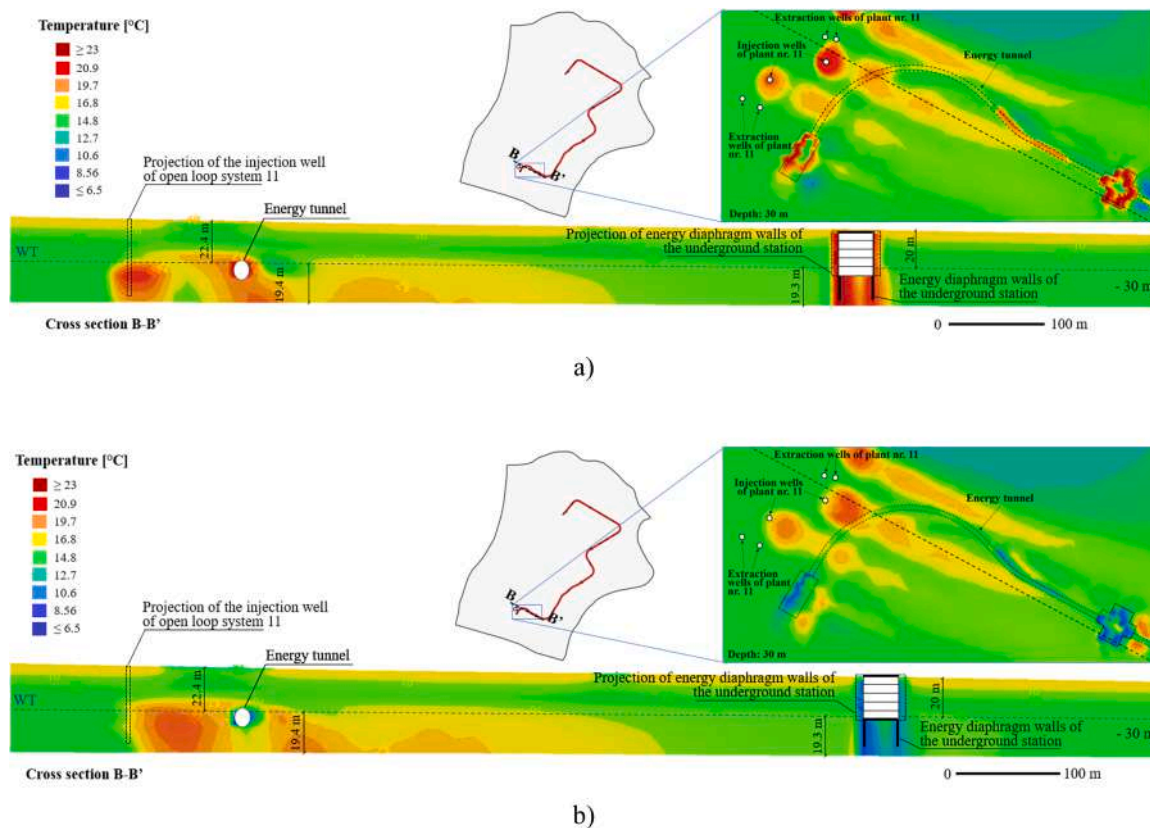 Temperature [°C]
≥ 23
20.9
19.7
16.8
14.8
12.7
10.6
8.56
≤ 6.5
Projection of the injection well
of open loop system 11
Energy tunnel
WT
22.4 m
19.4 m
Cross section B-B’
B
B’
Extraction wells of plant nr. 11
Injection wells
of plant nr. 11
Energy tunnel
Extraction
wells of plant
nr. 11
Depth: 30 m
Projection of energy diaphragm walls of
the underground station
20 m
19.3 m
Energy diaphragm walls of
the underground station
- 30 m
0 100 m
a)
Temperature [°C]
≥ 23
20.9
19.7
16.8
14.8
12.7
10.6
8.56
≤ 6.5
Projection of the injection well
of open loop system 11
Energy tunnel
WT
22.4 m
19.4 m
Cross section B-B’
B
B’
Extraction wells of plant nr. 11
Injection wells
of plant nr. 11
Energy tunnel
Extraction
wells of plant
nr. 11
Depth: 30 m
Projection of energy diaphragm walls of
the underground station
20 m
19.3 m
Energy diaphragm walls of
the underground station
- 30 m
0 100 m
b)